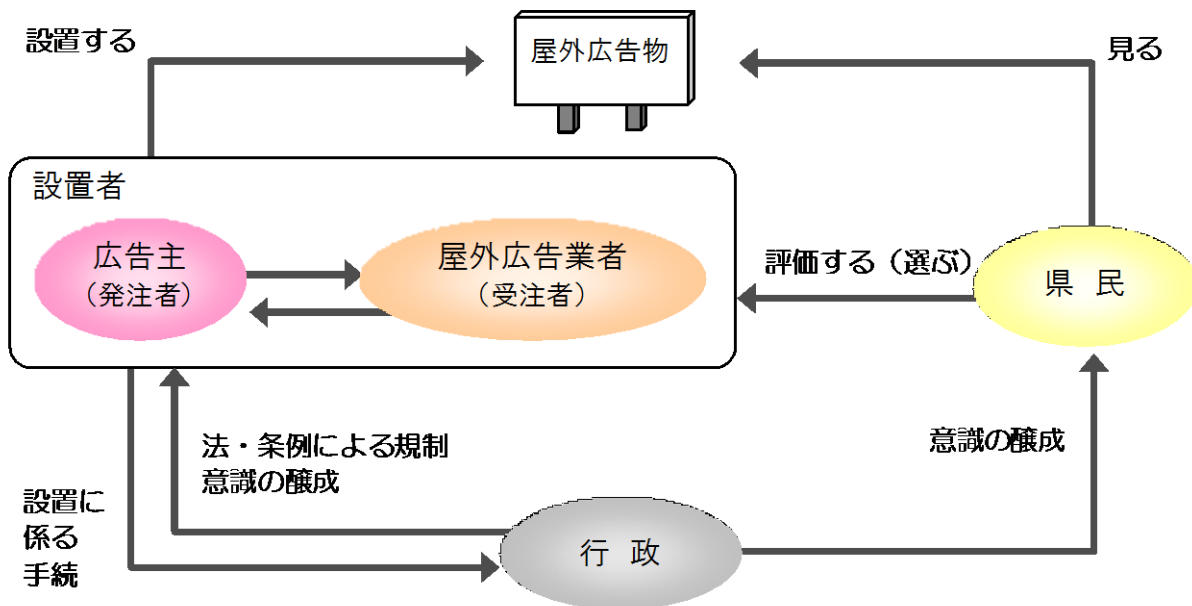 設置する
屋外広告物
見る
設置者
広告主
（発注者）
屋外広告業者
（受注者）
評価する（選ぶ）
県 民
法・条例による規制
意識の醸成
意識の醸成
設置に
係る
手続
行 政